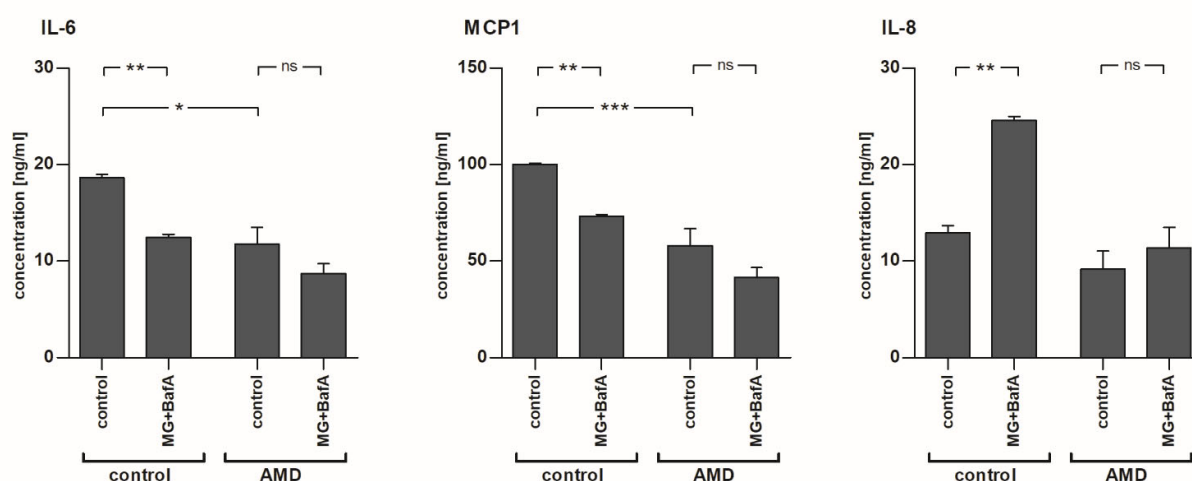 IL-6
concentration [ng/ml]
30
20
10
0
**
ns
*
control
MG+BafA
control
MG+BafA
control
AMD
MCP1
concentration [ng/ml]
150
100
50
0
**
ns
***
control
MG+BafA
control
MG+BafA
control
AMD
IL-8
concentration [ng/ml]
30
20
10
0
**
ns
control
MG+BafA
control
MG+BafA
control
AMD